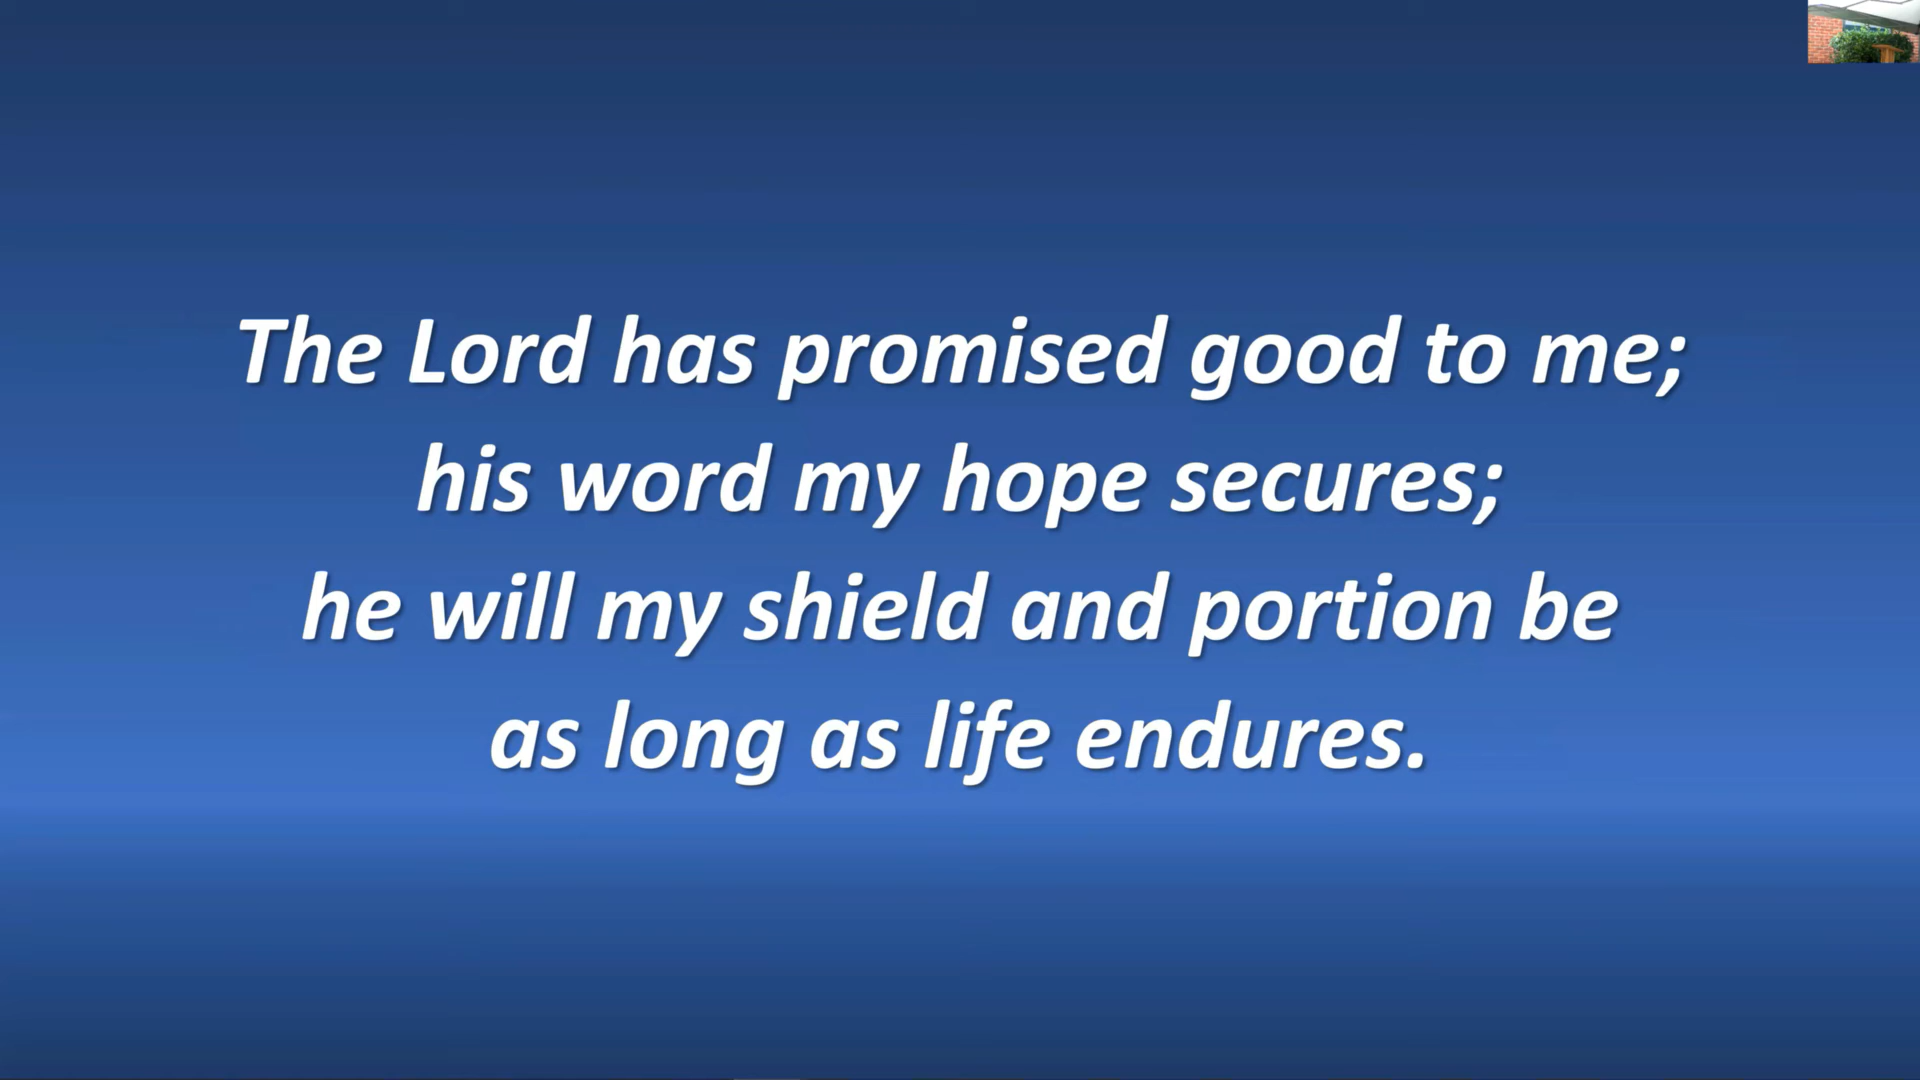 The Lord has promised good to me;
his word my hope secures;
he will my shield and portion be
as long as life endures.